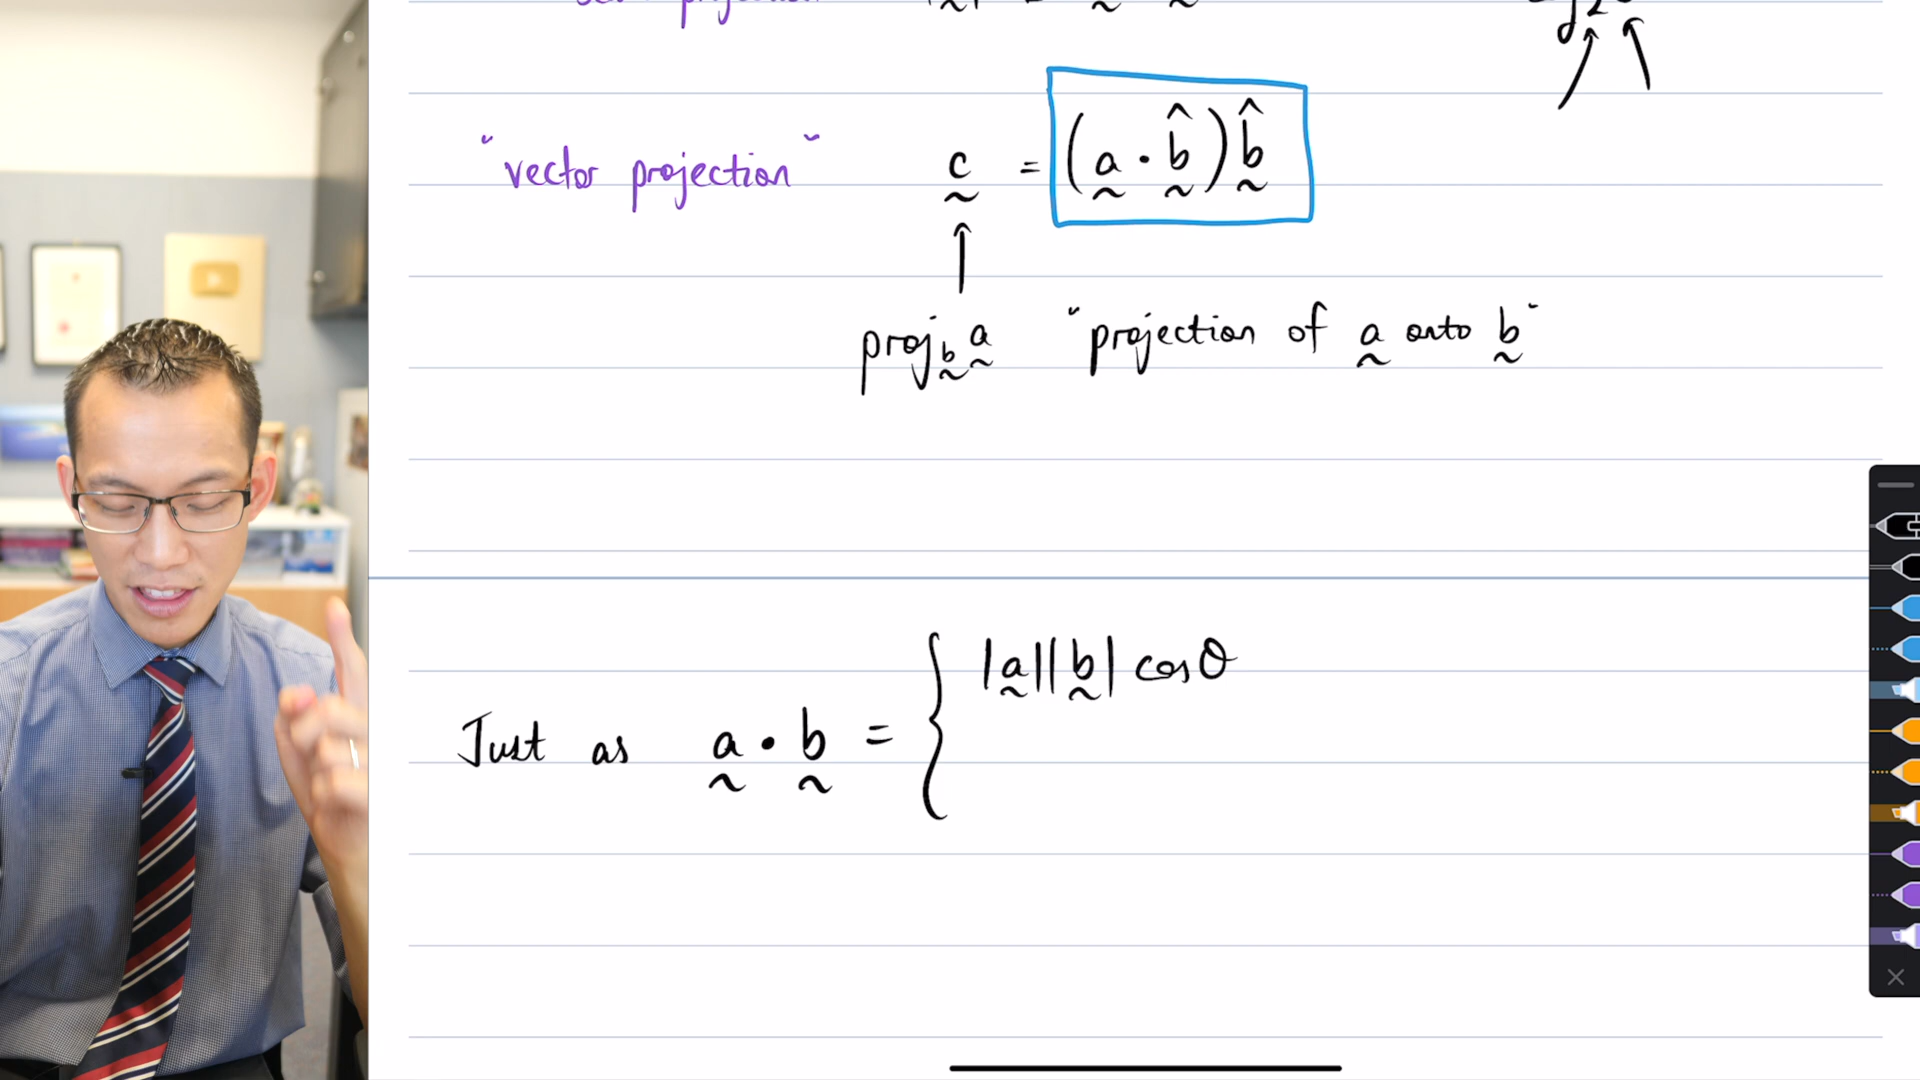 "vector projection" c = (a · b̂) b̂
proj_b a "projection of a onto b"
|a||b| cos θ
Just as a · b = {